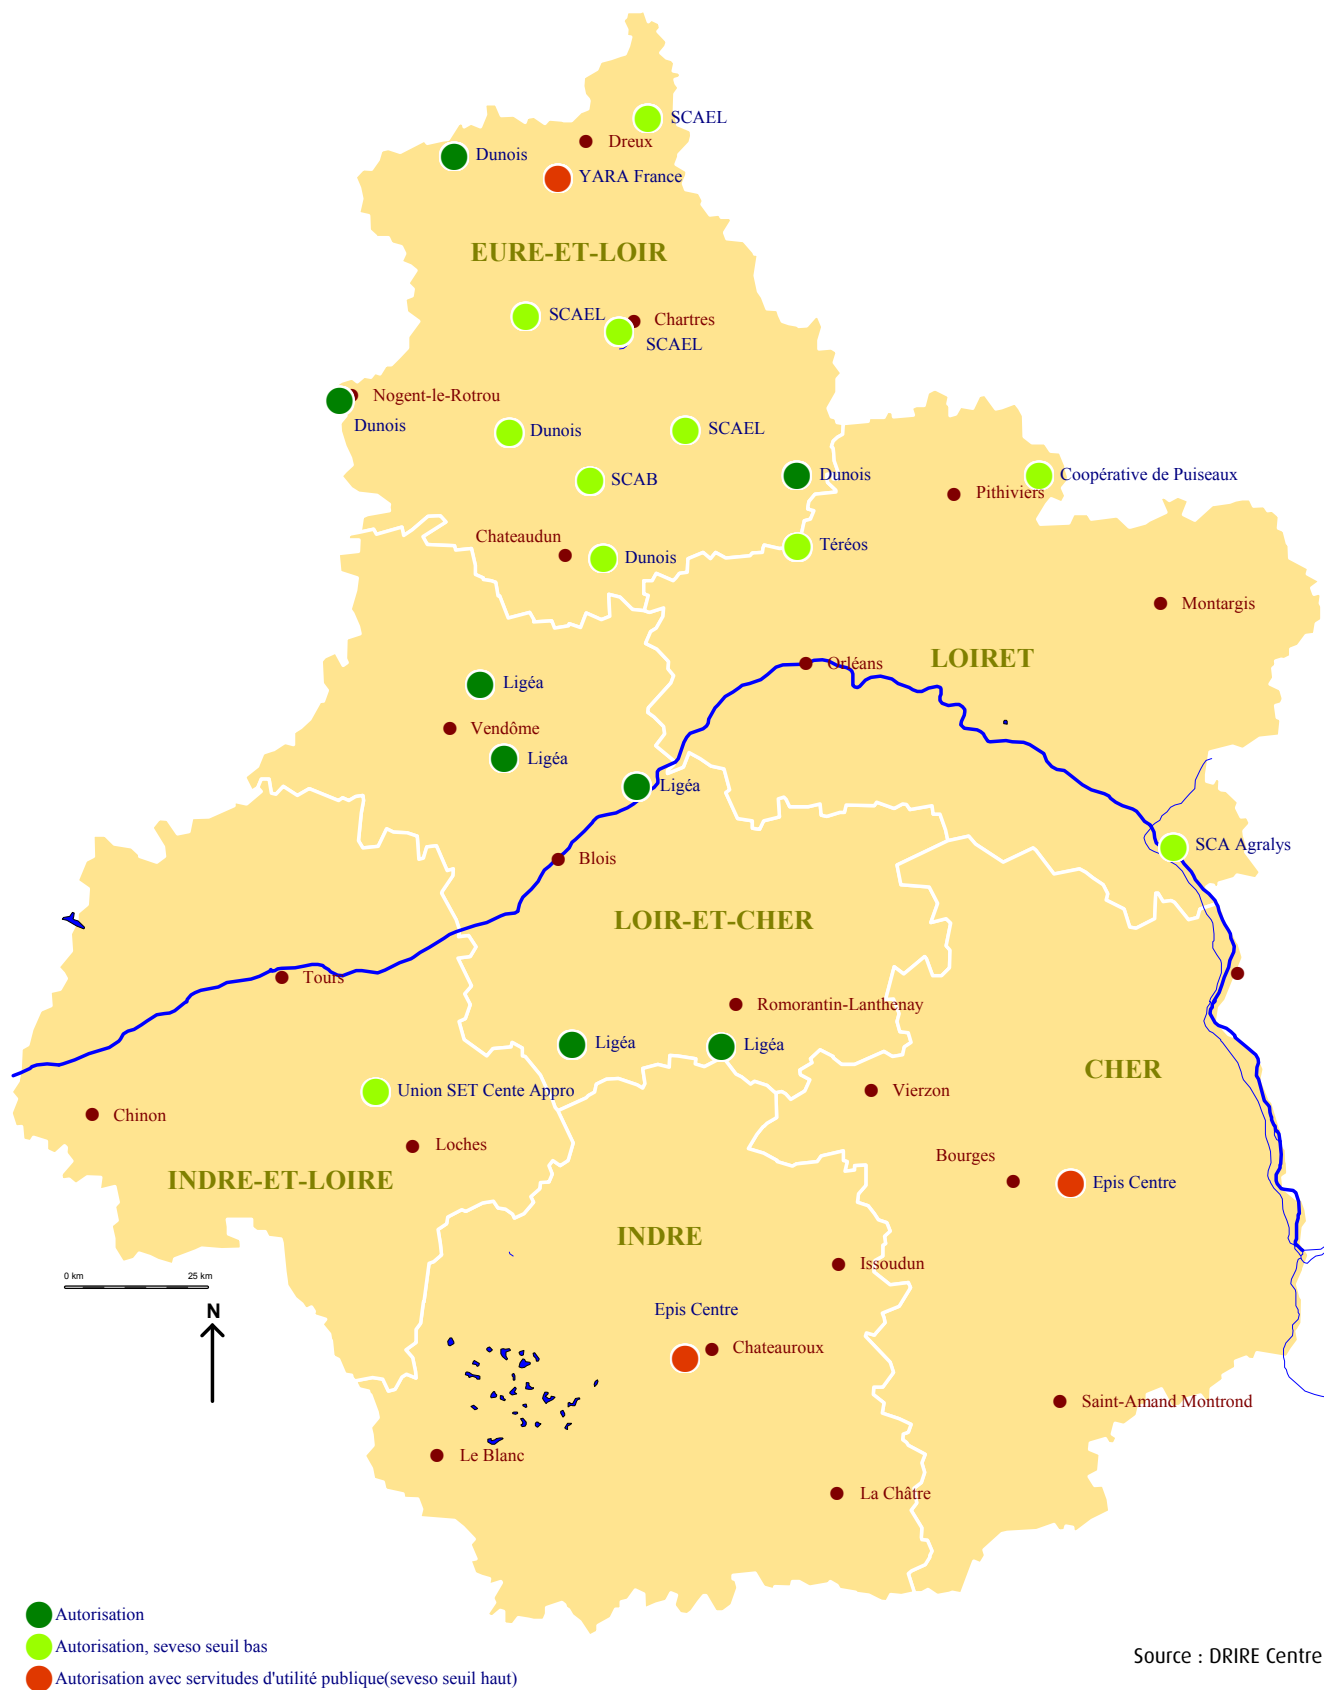 SCAEL
Dreux
Dunois
YARA France
EURE-ET-LOIR
SCAEL
Chartres
SCAEL
Nogent-le-Rotrou
Dunois
Dunois
SCAEL
SCAB
Dunois
Coopérative de Puiseaux
Pithiviers
Chateaudun
Dunois
Téréos
Montargis
LOIRET
Orléans
Ligéa
Vendôme
Ligéa
Ligéa
SCA Agralys
Blois
LOIR-ET-CHER
Tours
Romorantin-Lanthenay
Ligéa
Ligéa
CHER
Union SET Cente Appro
Vierzon
Chinon
Loches
Bourges
INDRE-ET-LOIRE
Epis Centre
INDRE
Issoudun
0 km 25 km
N
Epis Centre
Chateauroux
Saint-Amand Montrond
Le Blanc
La Châtre
Autorisation
Autorisation, seveso seuil bas
Autorisation avec servitudes d'utilité publique(seveso seuil haut)
Source : DRIRE Centre